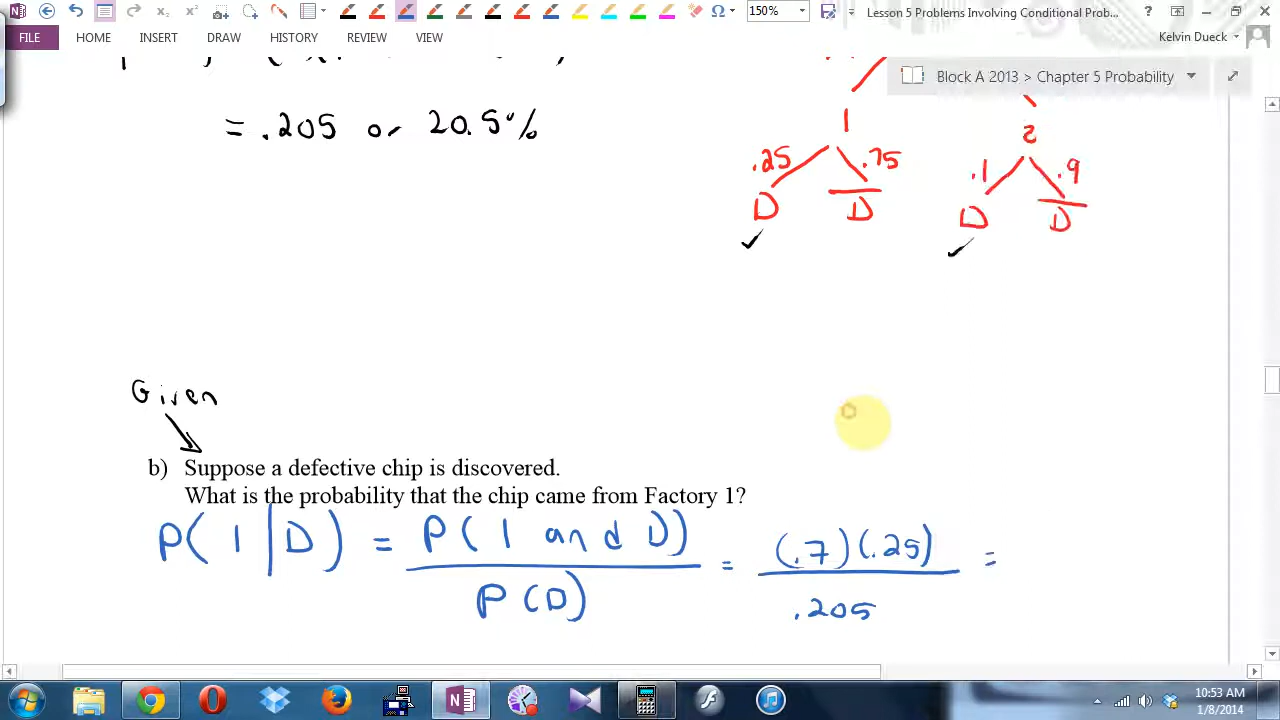 150%
Lesson 5 Problems Involving Conditional Prob...
FILE HOME INSERT DRAW HISTORY REVIEW VIEW
Kelvin Dueck
Block A 2013 > Chapter 5 Probability
= .205 or 20.5%
1
2
.25 .75
.1 .9
D D
D D
Given
b) Suppose a defective chip is discovered.
What is the probability that the chip came from Factory 1?
P( 1 | D ) = P( 1 and D) / P(D) = (.7)(.25) / .205 =
10:53 AM
1/8/2014